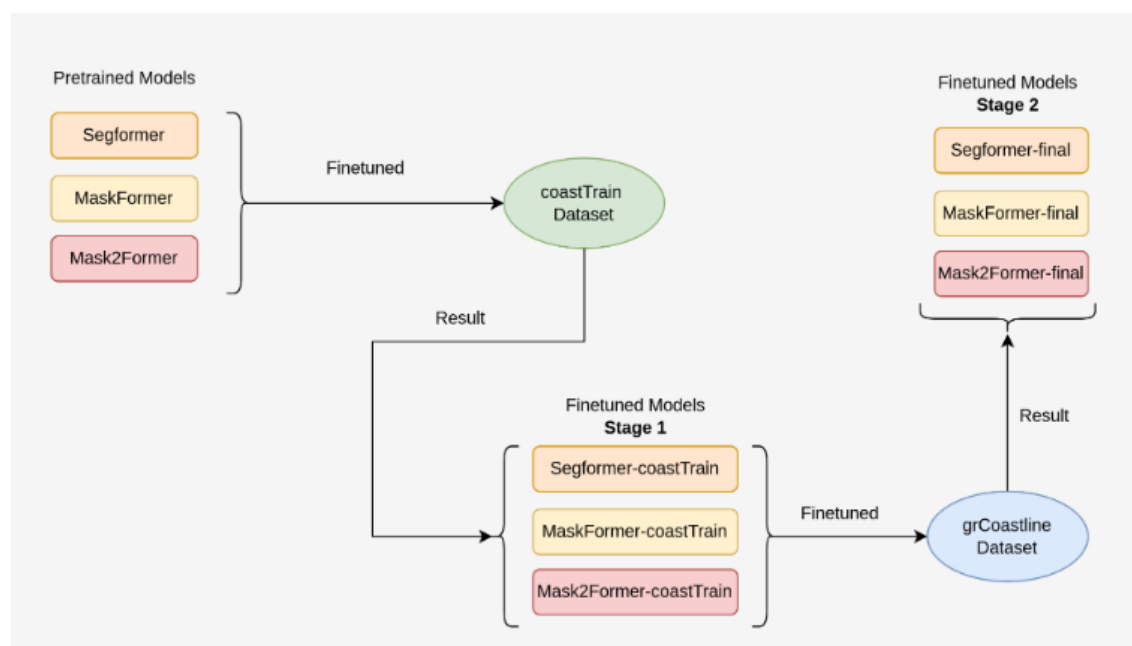 Pretrained Models
Segformer
MaskFormer
Mask2Former
Finetuned
coastTrain
Dataset
Result
Finetuned Models
Stage 1
Segformer-coastTrain
MaskFormer-coastTrain
Mask2Former-coastTrain
Finetuned
grCoastline
Dataset
Result
Finetuned Models
Stage 2
Segformer-final
MaskFormer-final
Mask2Former-final